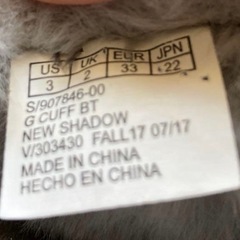 US UK EUR JPN
3 2 33 22
S/907846-00
G CUFF BT
NEW SHADOW
V/303430 FALL17 07/17
MADE IN CHINA
HECHO EN CHINA